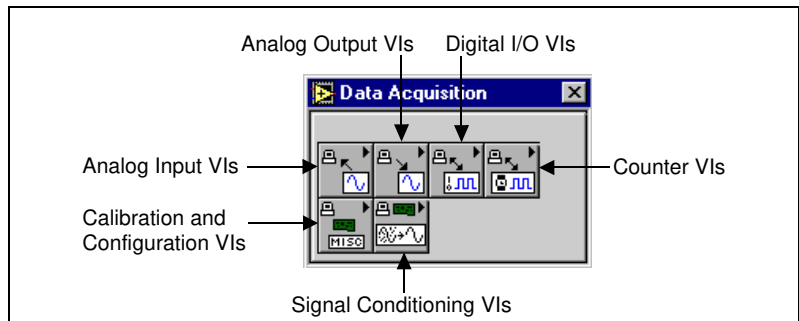 Analog Output VIs
Digital I/O VIs
Data Acquisition
Analog Input VIs
Counter VIs
Calibration and
Configuration VIs
MISC
Signal Conditioning VIs